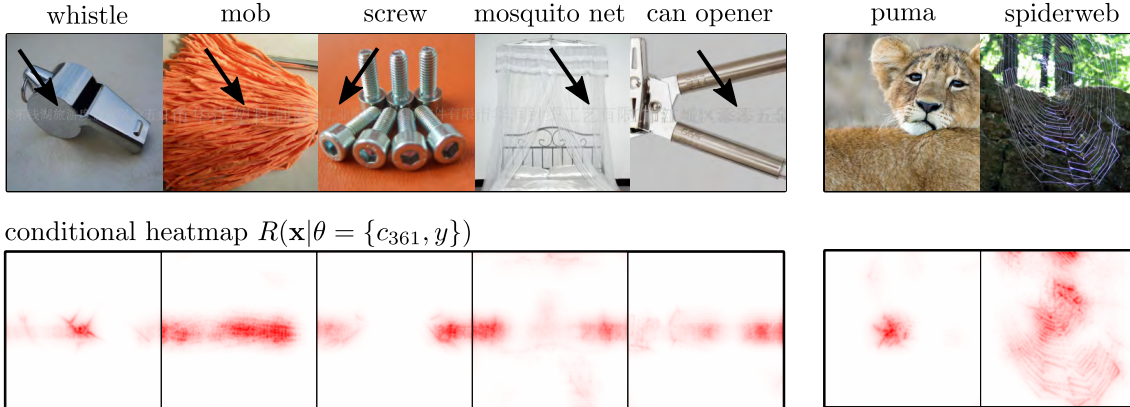 whistle mob screw mosquito net can opener puma spiderweb
conditional heatmap R(𝐱|θ = {c₃₆₁, y})